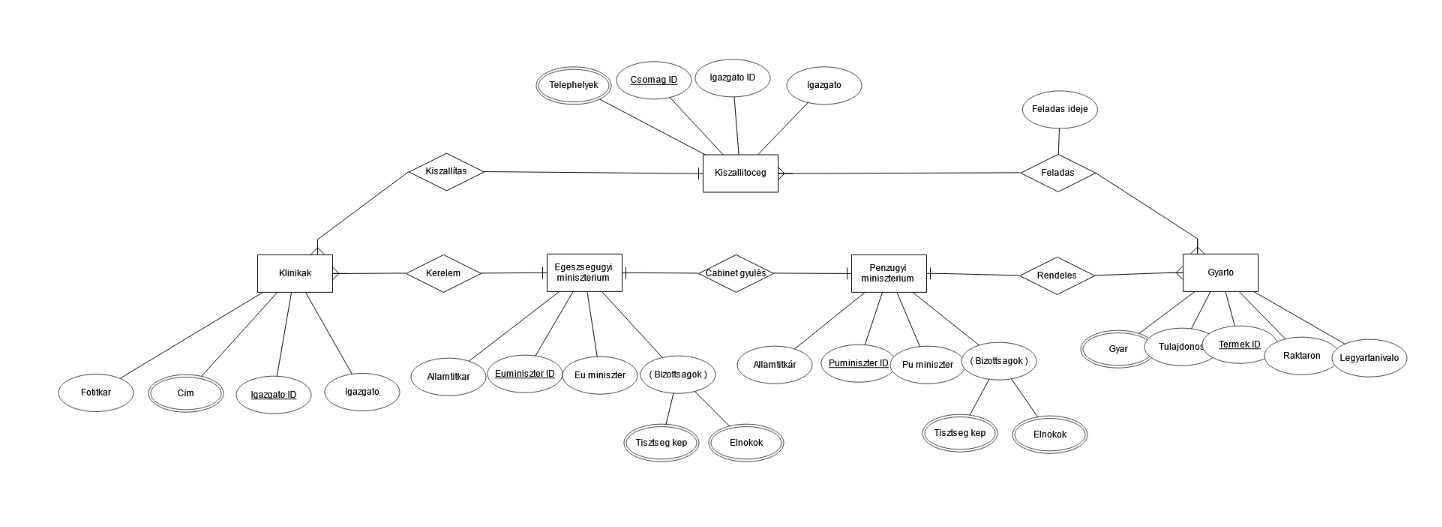 Telephelyek
Csomag ID
Igazgato ID
Igazgato
Feladas ideje
Kiszallítas
Kiszallitoceg
Feladas
Klinikak
Kerelem
Egeszsegugyi
miniszterium
Cabinet gyulés
Penzugyi
miniszterium
Rendeles
Gyarto
Fotitkar
Cim
Igazgato ID
Igazgato
Allamtitkar
Euminiszter ID
Eu miniszter
( Bizottsagok )
Tisztseg kep
Elnokok
Allamtitkár
Puminiszter ID
Pu miniszter
( Bizottsagok )
Tisztseg kep
Elnokok
Gyar
Tulajdonos
Termek ID
Raktaron
Legyartanivalo